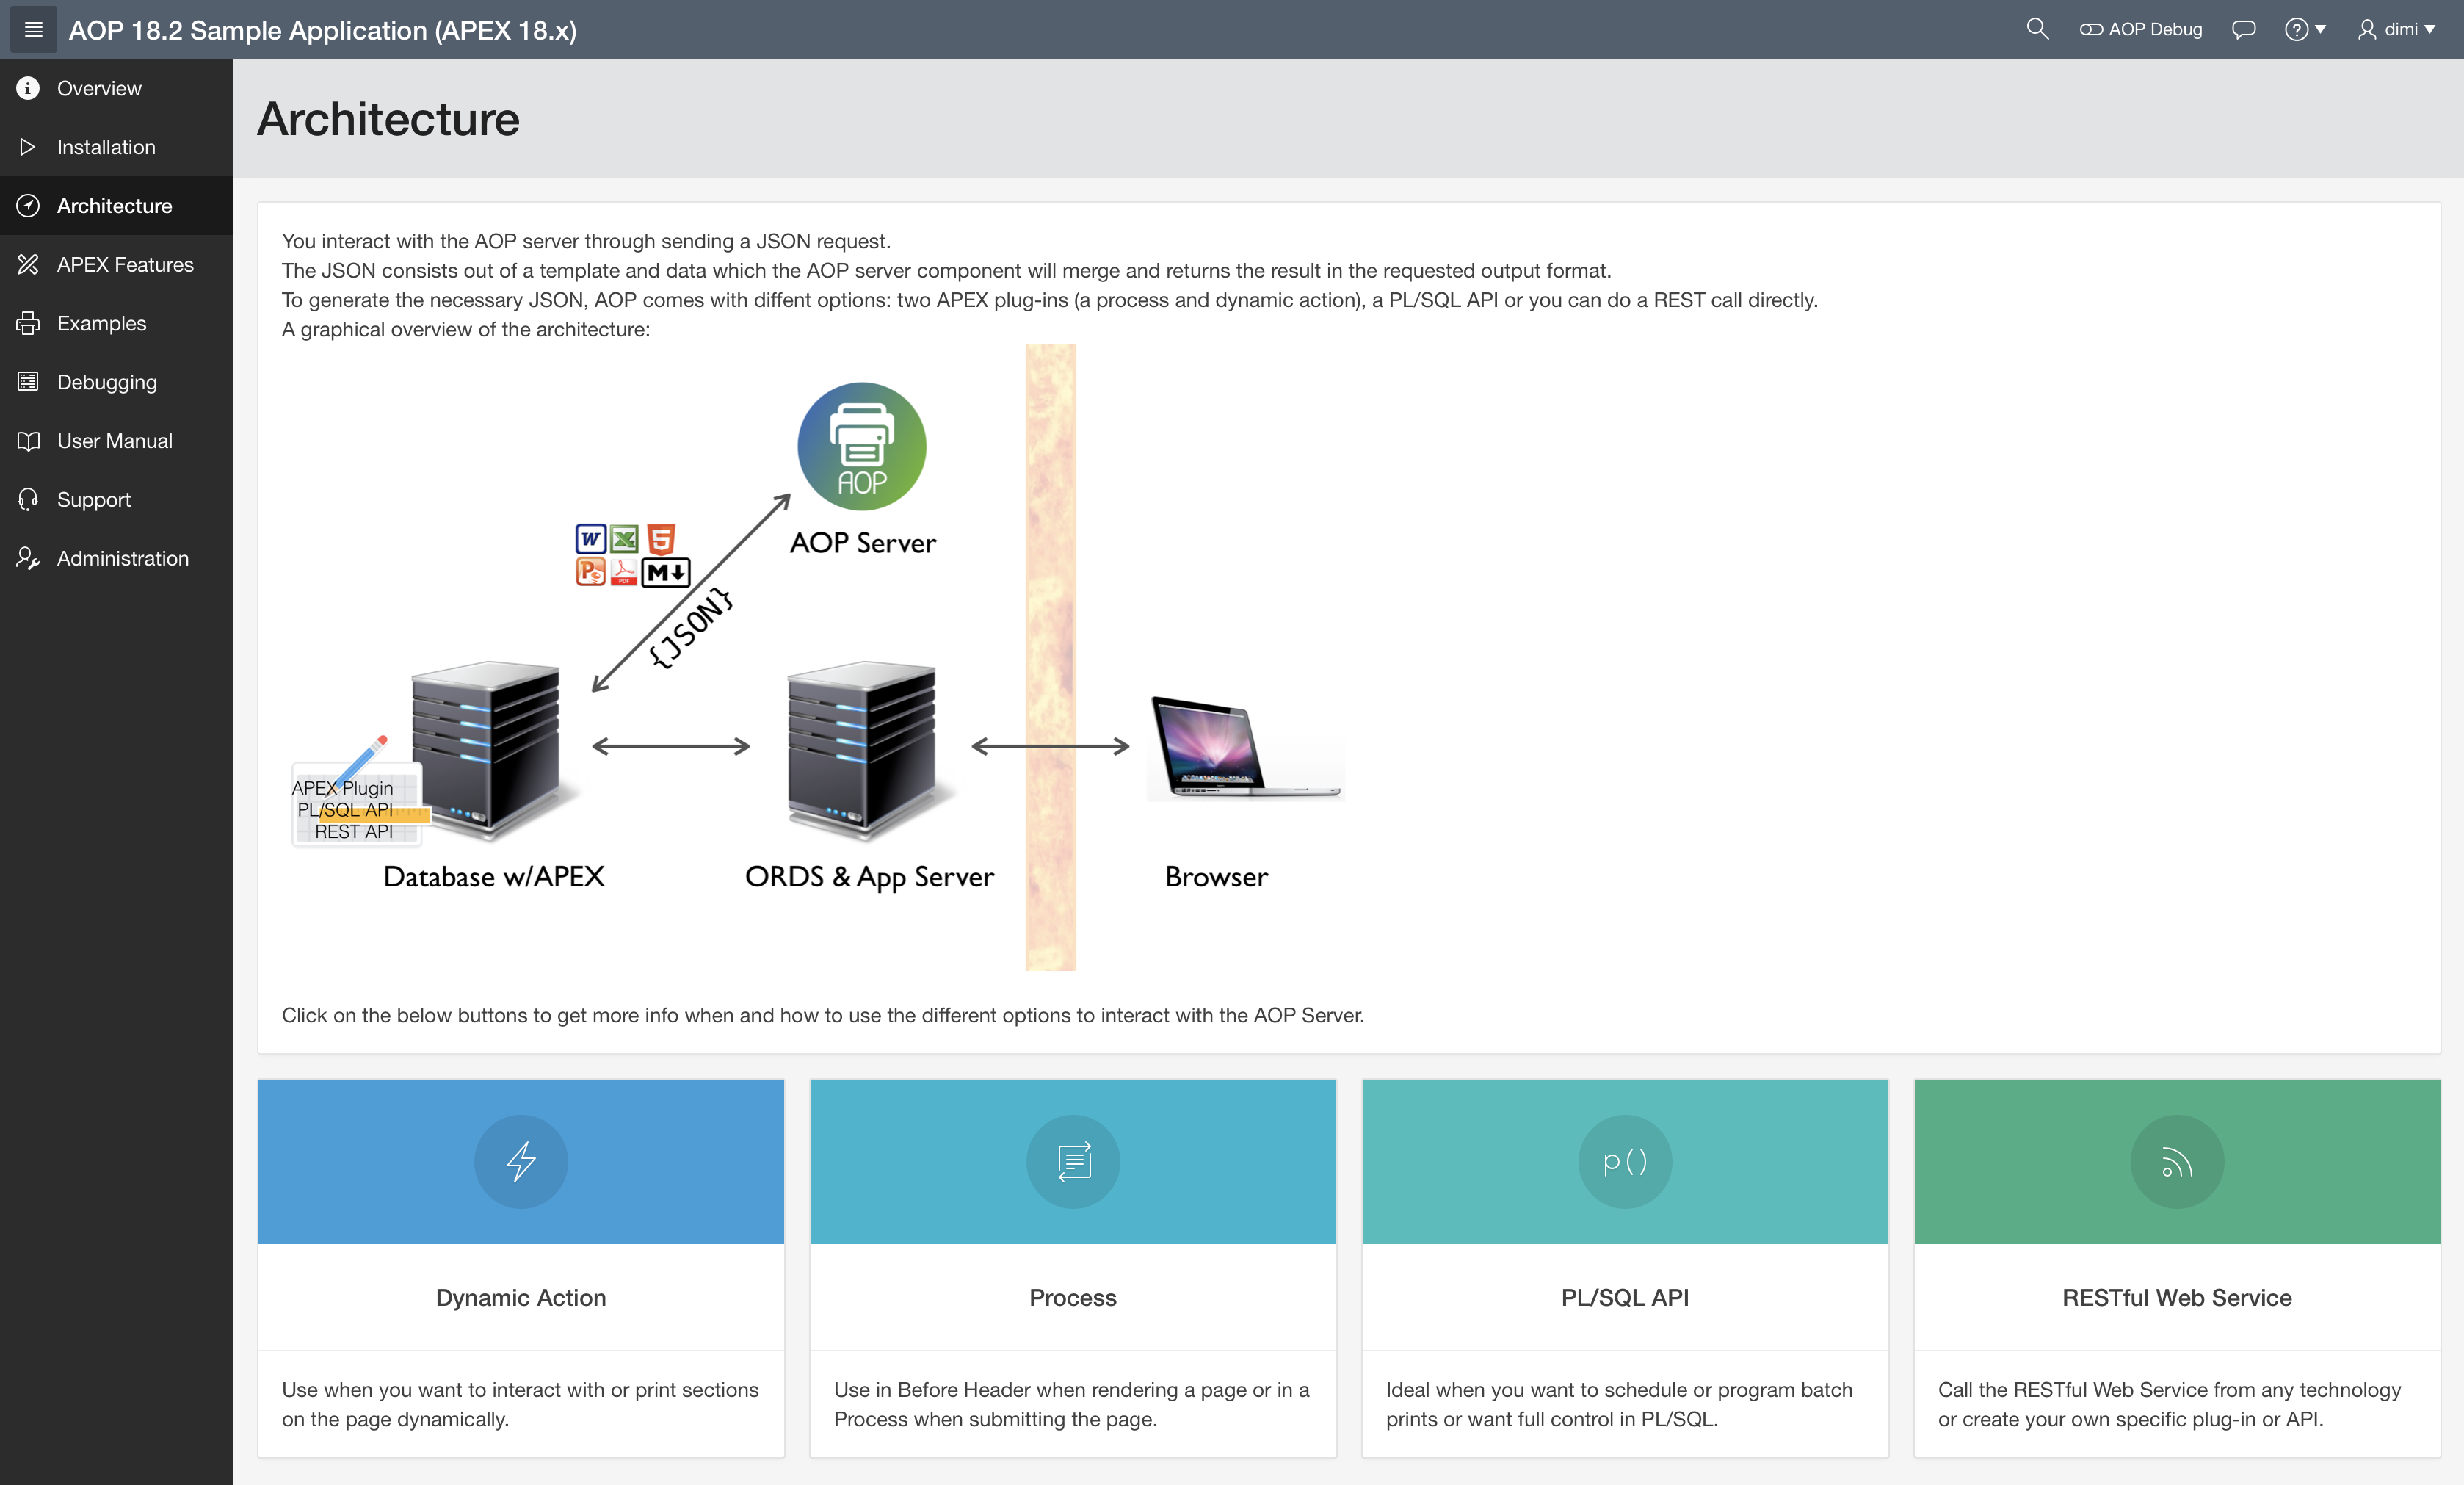 AOP 18.2 Sample Application (APEX 18.x)
AOP Debug
dimi
Overview
Installation
Architecture
APEX Features
Examples
Debugging
User Manual
Support
Administration
Architecture
You interact with the AOP server through sending a JSON request.
The JSON consists out of a template and data which the AOP server component will merge and returns the result in the requested output format.
To generate the necessary JSON, AOP comes with diffent options: two APEX plug-ins (a process and dynamic action), a PL/SQL API or you can do a REST call directly.
A graphical overview of the architecture:
AOP
AOP Server
W X 5
P PDF M
{JSON}
APEX Plugin
PL/SQL API
REST API
Database w/APEX
ORDS & App Server
Browser
Click on the below buttons to get more info when and how to use the different options to interact with the AOP Server.
p()
Dynamic Action
Use when you want to interact with or print sections
on the page dynamically.
Process
Use in Before Header when rendering a page or in a
Process when submitting the page.
PL/SQL API
Ideal when you want to schedule or program batch
prints or want full control in PL/SQL.
RESTful Web Service
Call the RESTful Web Service from any technology
or create your own specific plug-in or API.